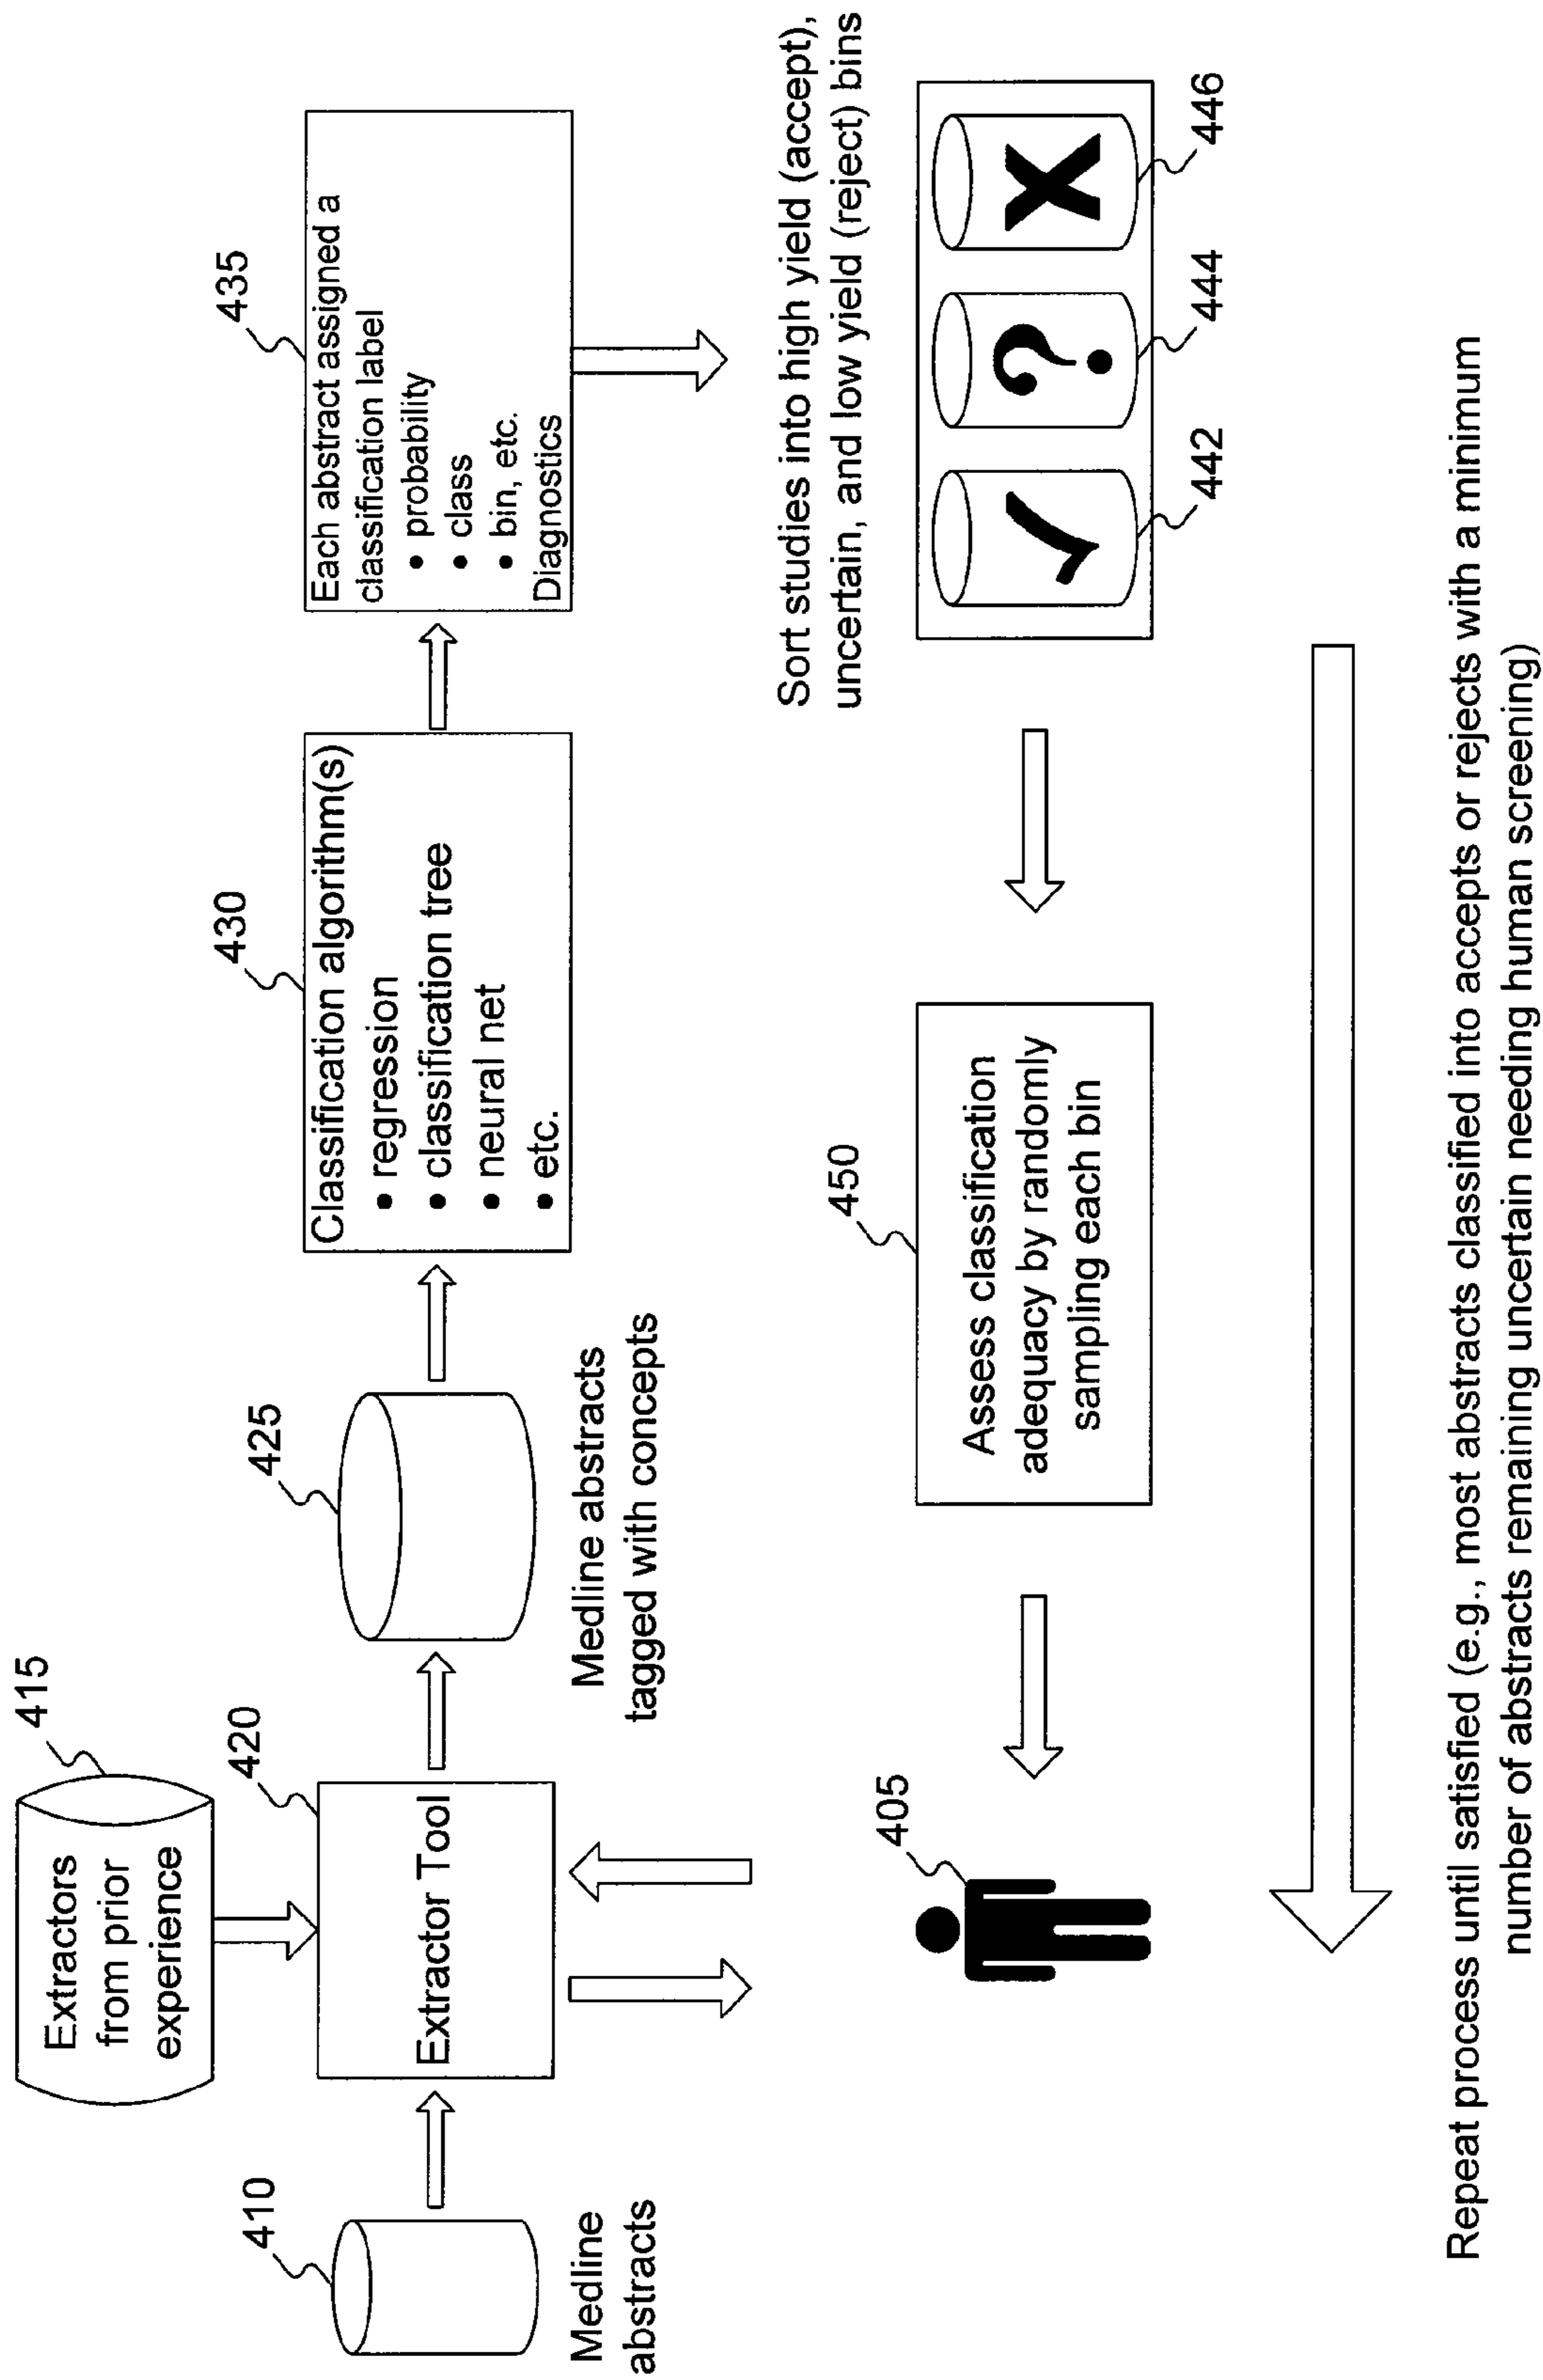 415
Extractors
from prior
experience
410
420
425
430
435
Extractor Tool
Classification algorithm(s)
• regression
• classification tree
• neural net
• etc.
Each abstract assigned a
classification label
• probability
• class
• bin, etc.
Diagnostics
Medline
abstracts
Medline abstracts
tagged with concepts
Sort studies into high yield (accept),
uncertain, and low yield (reject) bins
405
450
Assess classification
adequacy by randomly
sampling each bin
?
442
444
446
Repeat process until satisfied (e.g., most abstracts classified into accepts or rejects with a minimum
number of abstracts remaining uncertain needing human screening)